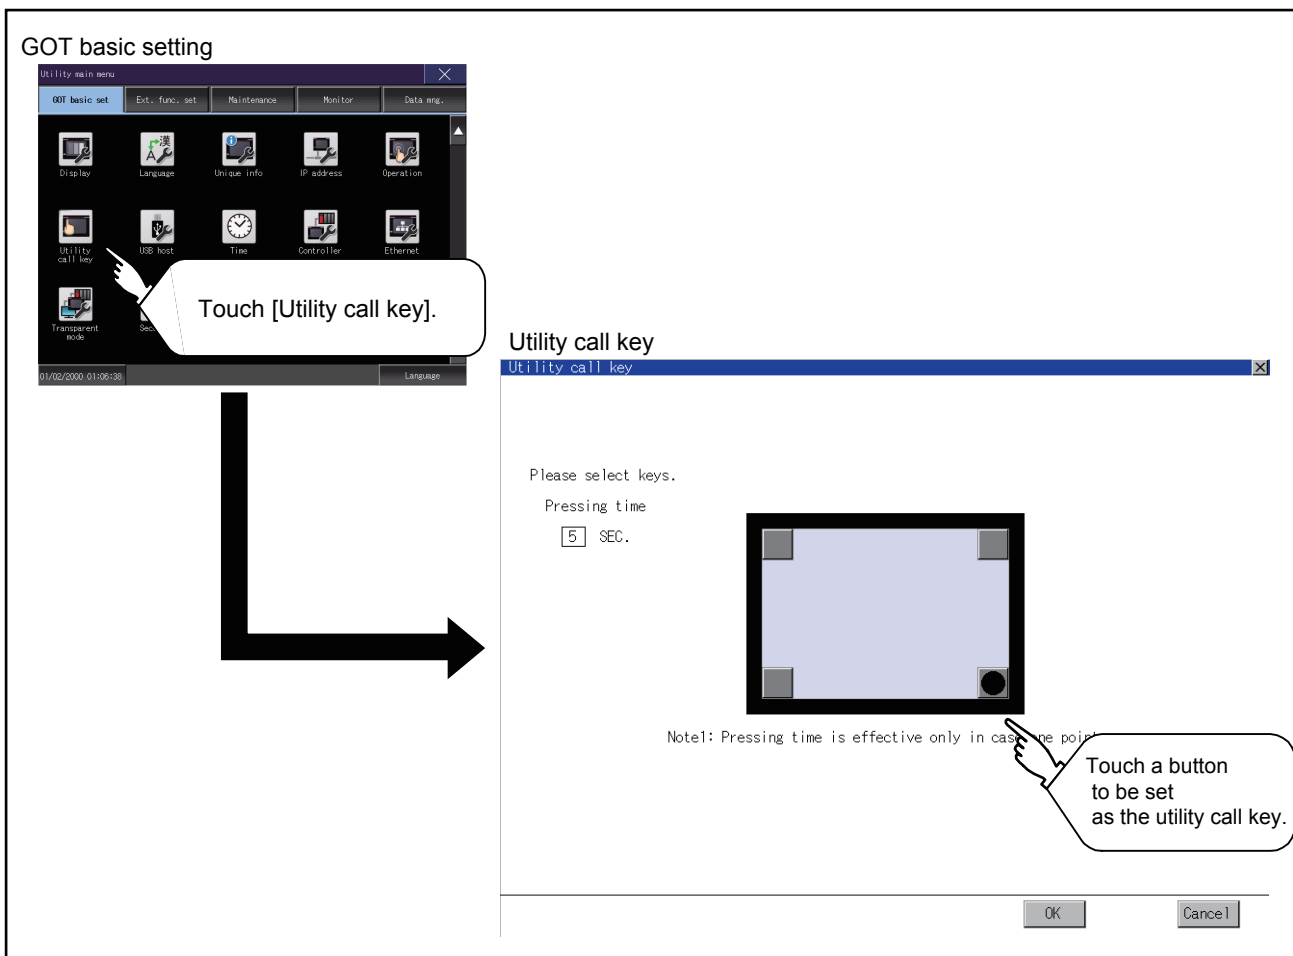 GOT basic setting
Utility main menu
GOT basic set
Ext. func. set
Maintenance
Monitor
Data mng.
Display
Language
Unique info
IP address
Operation
Utility
call key
USB host
Time
Controller
Ethernet
Transparent
mode
Touch [Utility call key].
01/02/2000 01:06:38
Language
Utility call key
Utility call key
Please select keys.
Pressing time
5 SEC.
Note1: Pressing time is effective only in case one
Touch a button
to be set
as the utility call key.
OK
Cancel